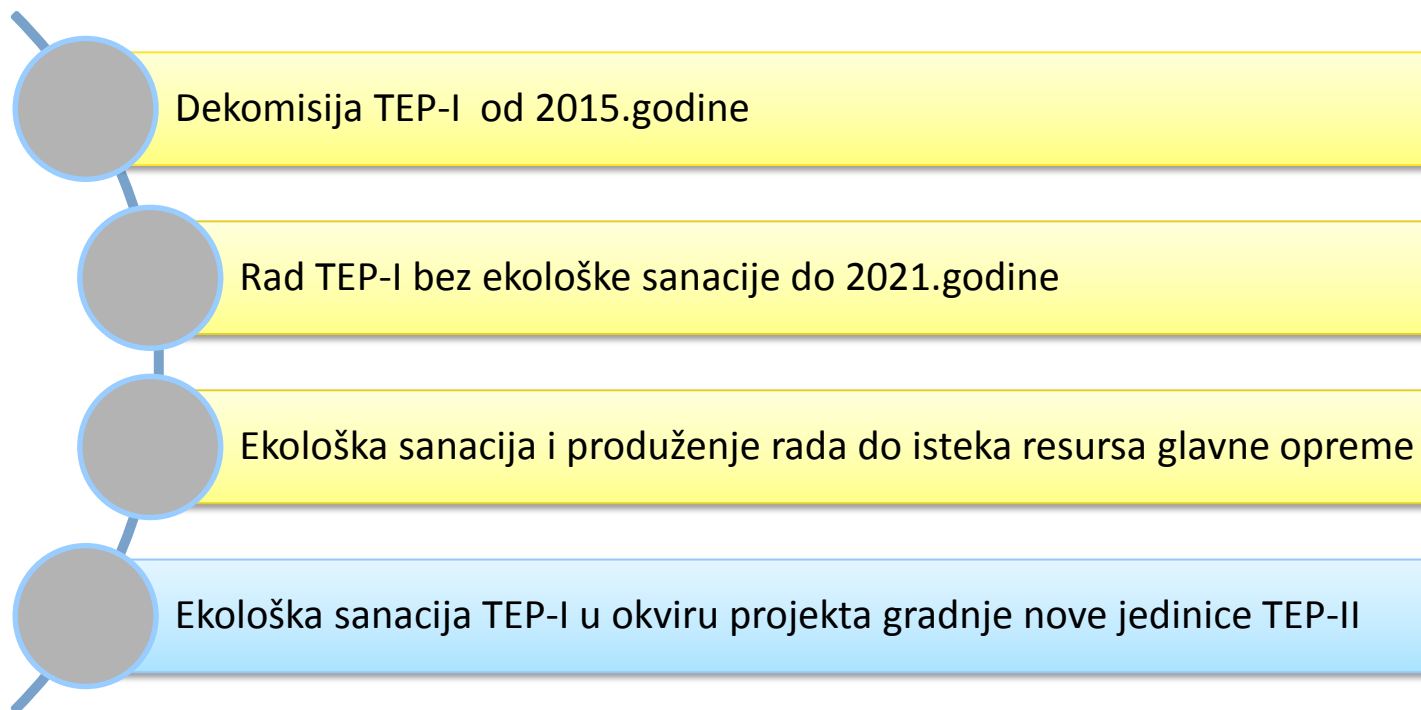 Dekomisija TEP-I od 2015.godine
Rad TEP-I bez ekološke sanacije do 2021.godine
Ekološka sanacija i produženje rada do isteka resursa glavne opreme
Ekološka sanacija TEP-I u okviru projekta gradnje nove jedinice TEP-II